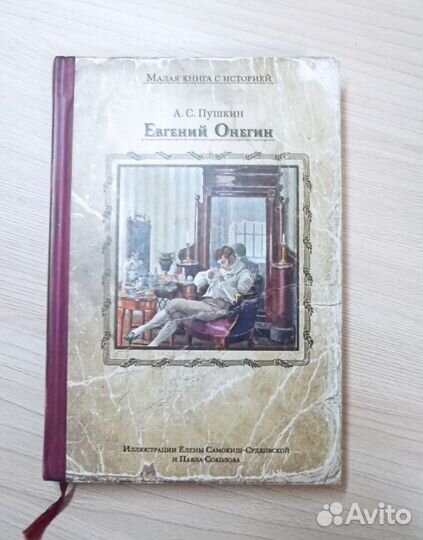 Малая книга с историей
А. С. Пушкин
Евгений Онегин
Иллюстрации Елены Самокиш-Судковской
и Павла Соколова
Avito